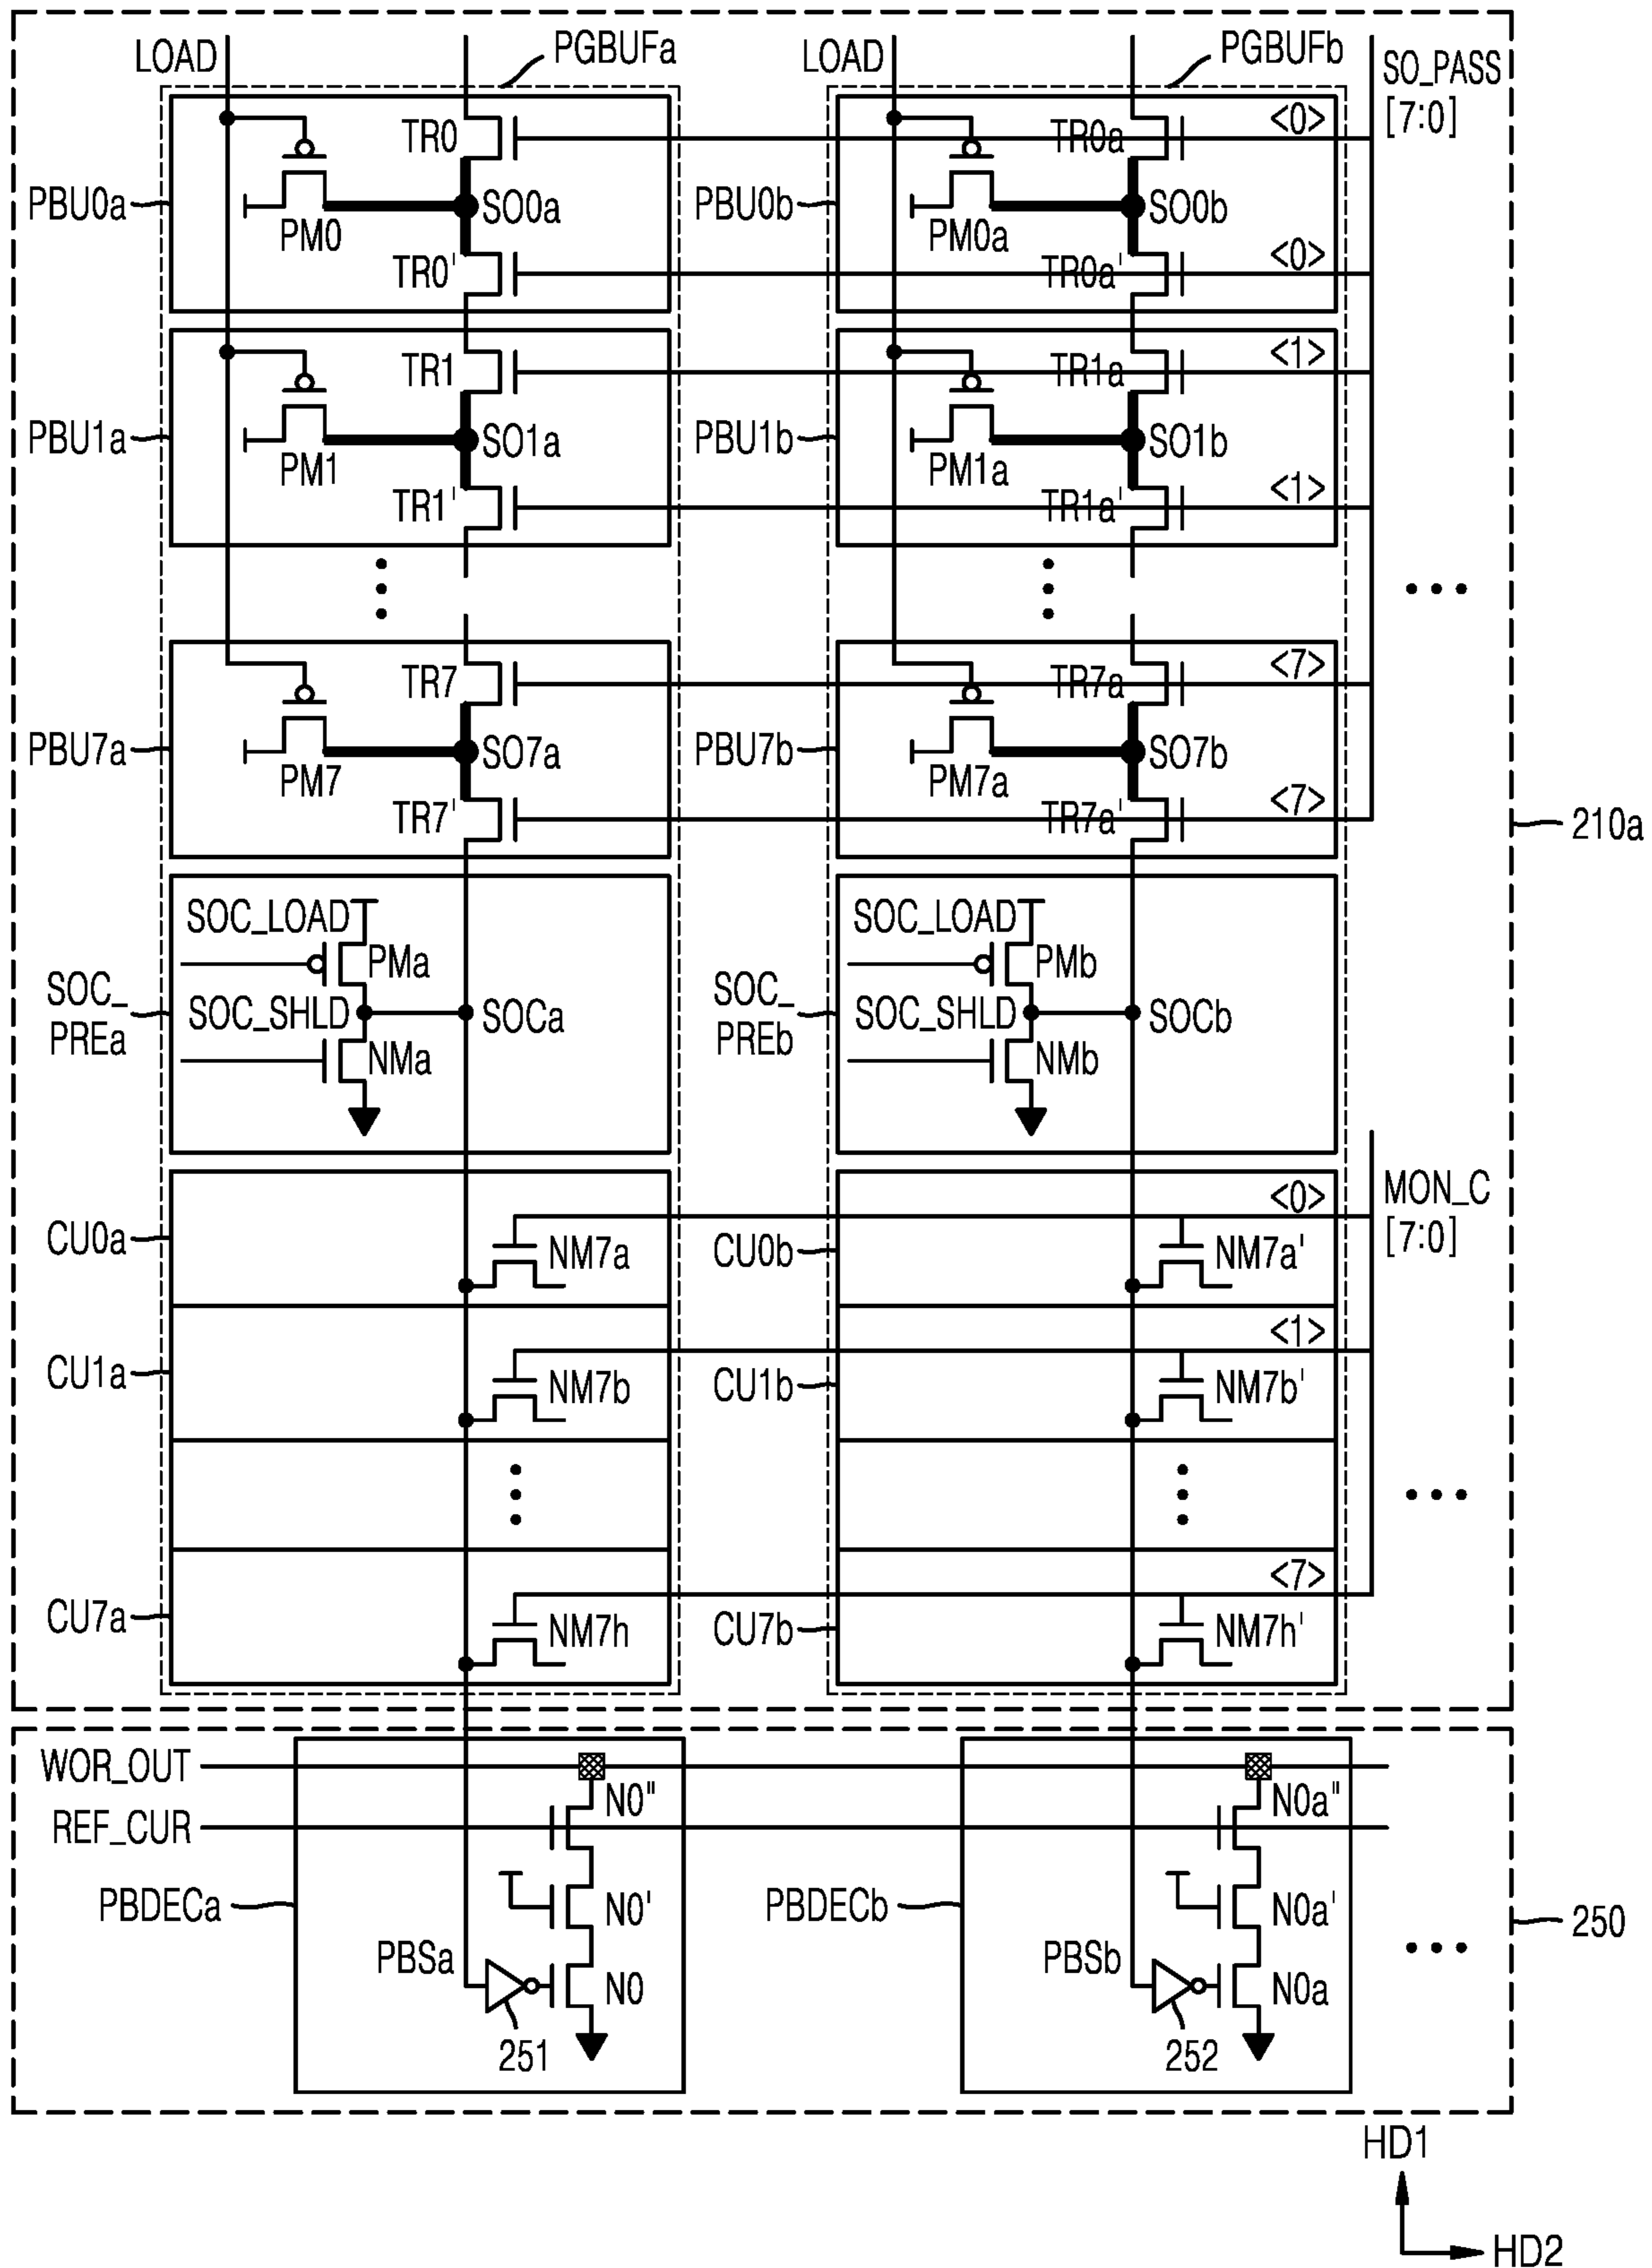 LOAD
PGBUFa
LOAD
PGBUFb
SO_PASS
[7:0]
TR0
TR0a
<0>
PBU0a
SO0a
PBU0b
SO0b
PM0
PM0a
TR0'
TR0a'
<0>
TR1
TR1a
<1>
PBU1a
SO1a
PBU1b
SO1b
PM1
PM1a
TR1'
TR1a'
<1>
TR7
TR7a
<7>
PBU7a
SO7a
PBU7b
SO7b
PM7
PM7a
TR7'
TR7a'
<7>
210a
SOC_LOAD
SOC_LOAD
PMa
PMb
SOC_
PREa
SOC_SHLD
SOCa
SOC_
PREb
SOC_SHLD
SOCb
NMa
NMb
MON_C
[7:0]
<0>
CU0a
NM7a
CU0b
NM7a'
<1>
CU1a
NM7b
CU1b
NM7b'
<7>
CU7a
NM7h
CU7b
NM7h'
WOR_OUT
N0"
N0a"
REF_CUR
PBDECa
N0'
PBDECb
N0a'
250
PBSa
N0
PBSb
N0a
251
252
HD1
HD2